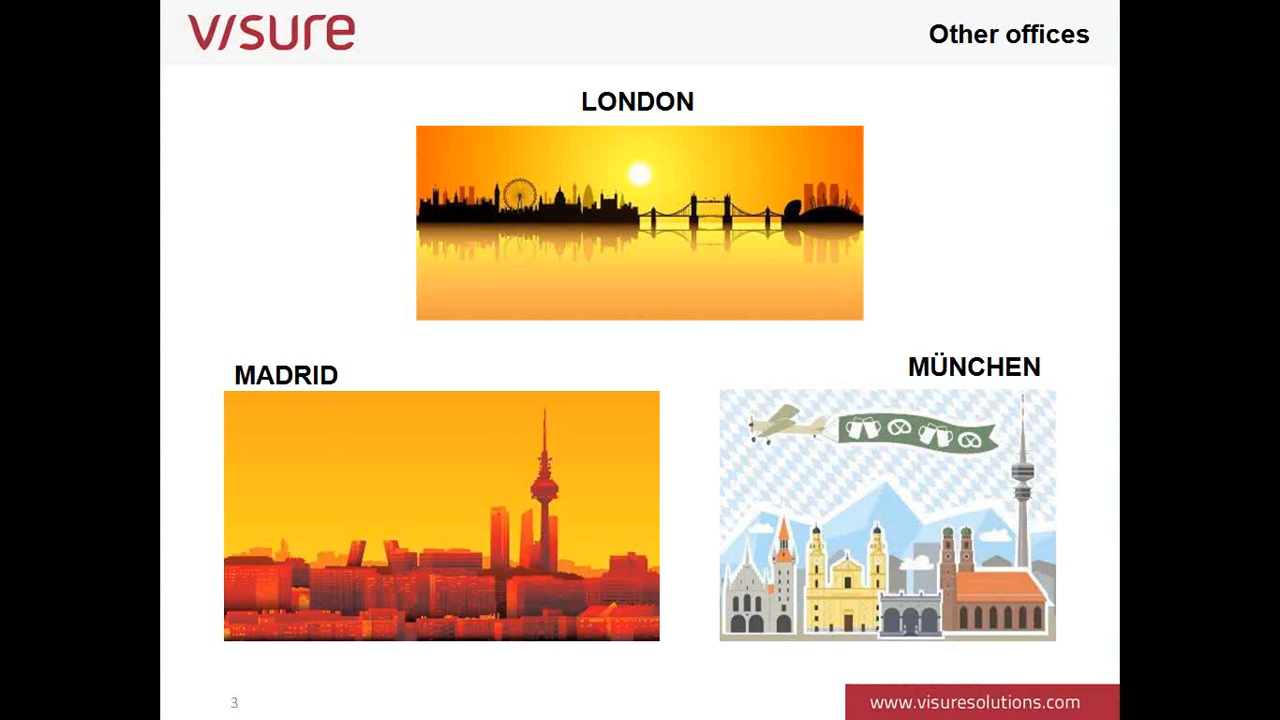 visure
Other offices
LONDON
MADRID
MÜNCHEN
3
www.visuresolutions.com